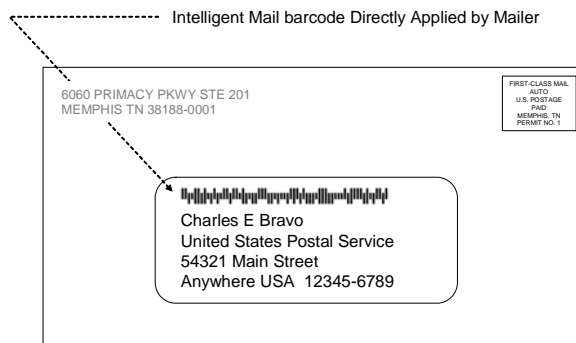 Intelligent Mail barcode Directly Applied by Mailer
6060 PRIMACY PKWY STE 201
MEMPHIS TN 38188-0001
FIRST-CLASS MAIL
AUTO
U.S. POSTAGE
PAID
MEMPHIS, TN
PERMIT NO. 1
Charles E Bravo
United States Postal Service
54321 Main Street
Anywhere USA 12345-6789